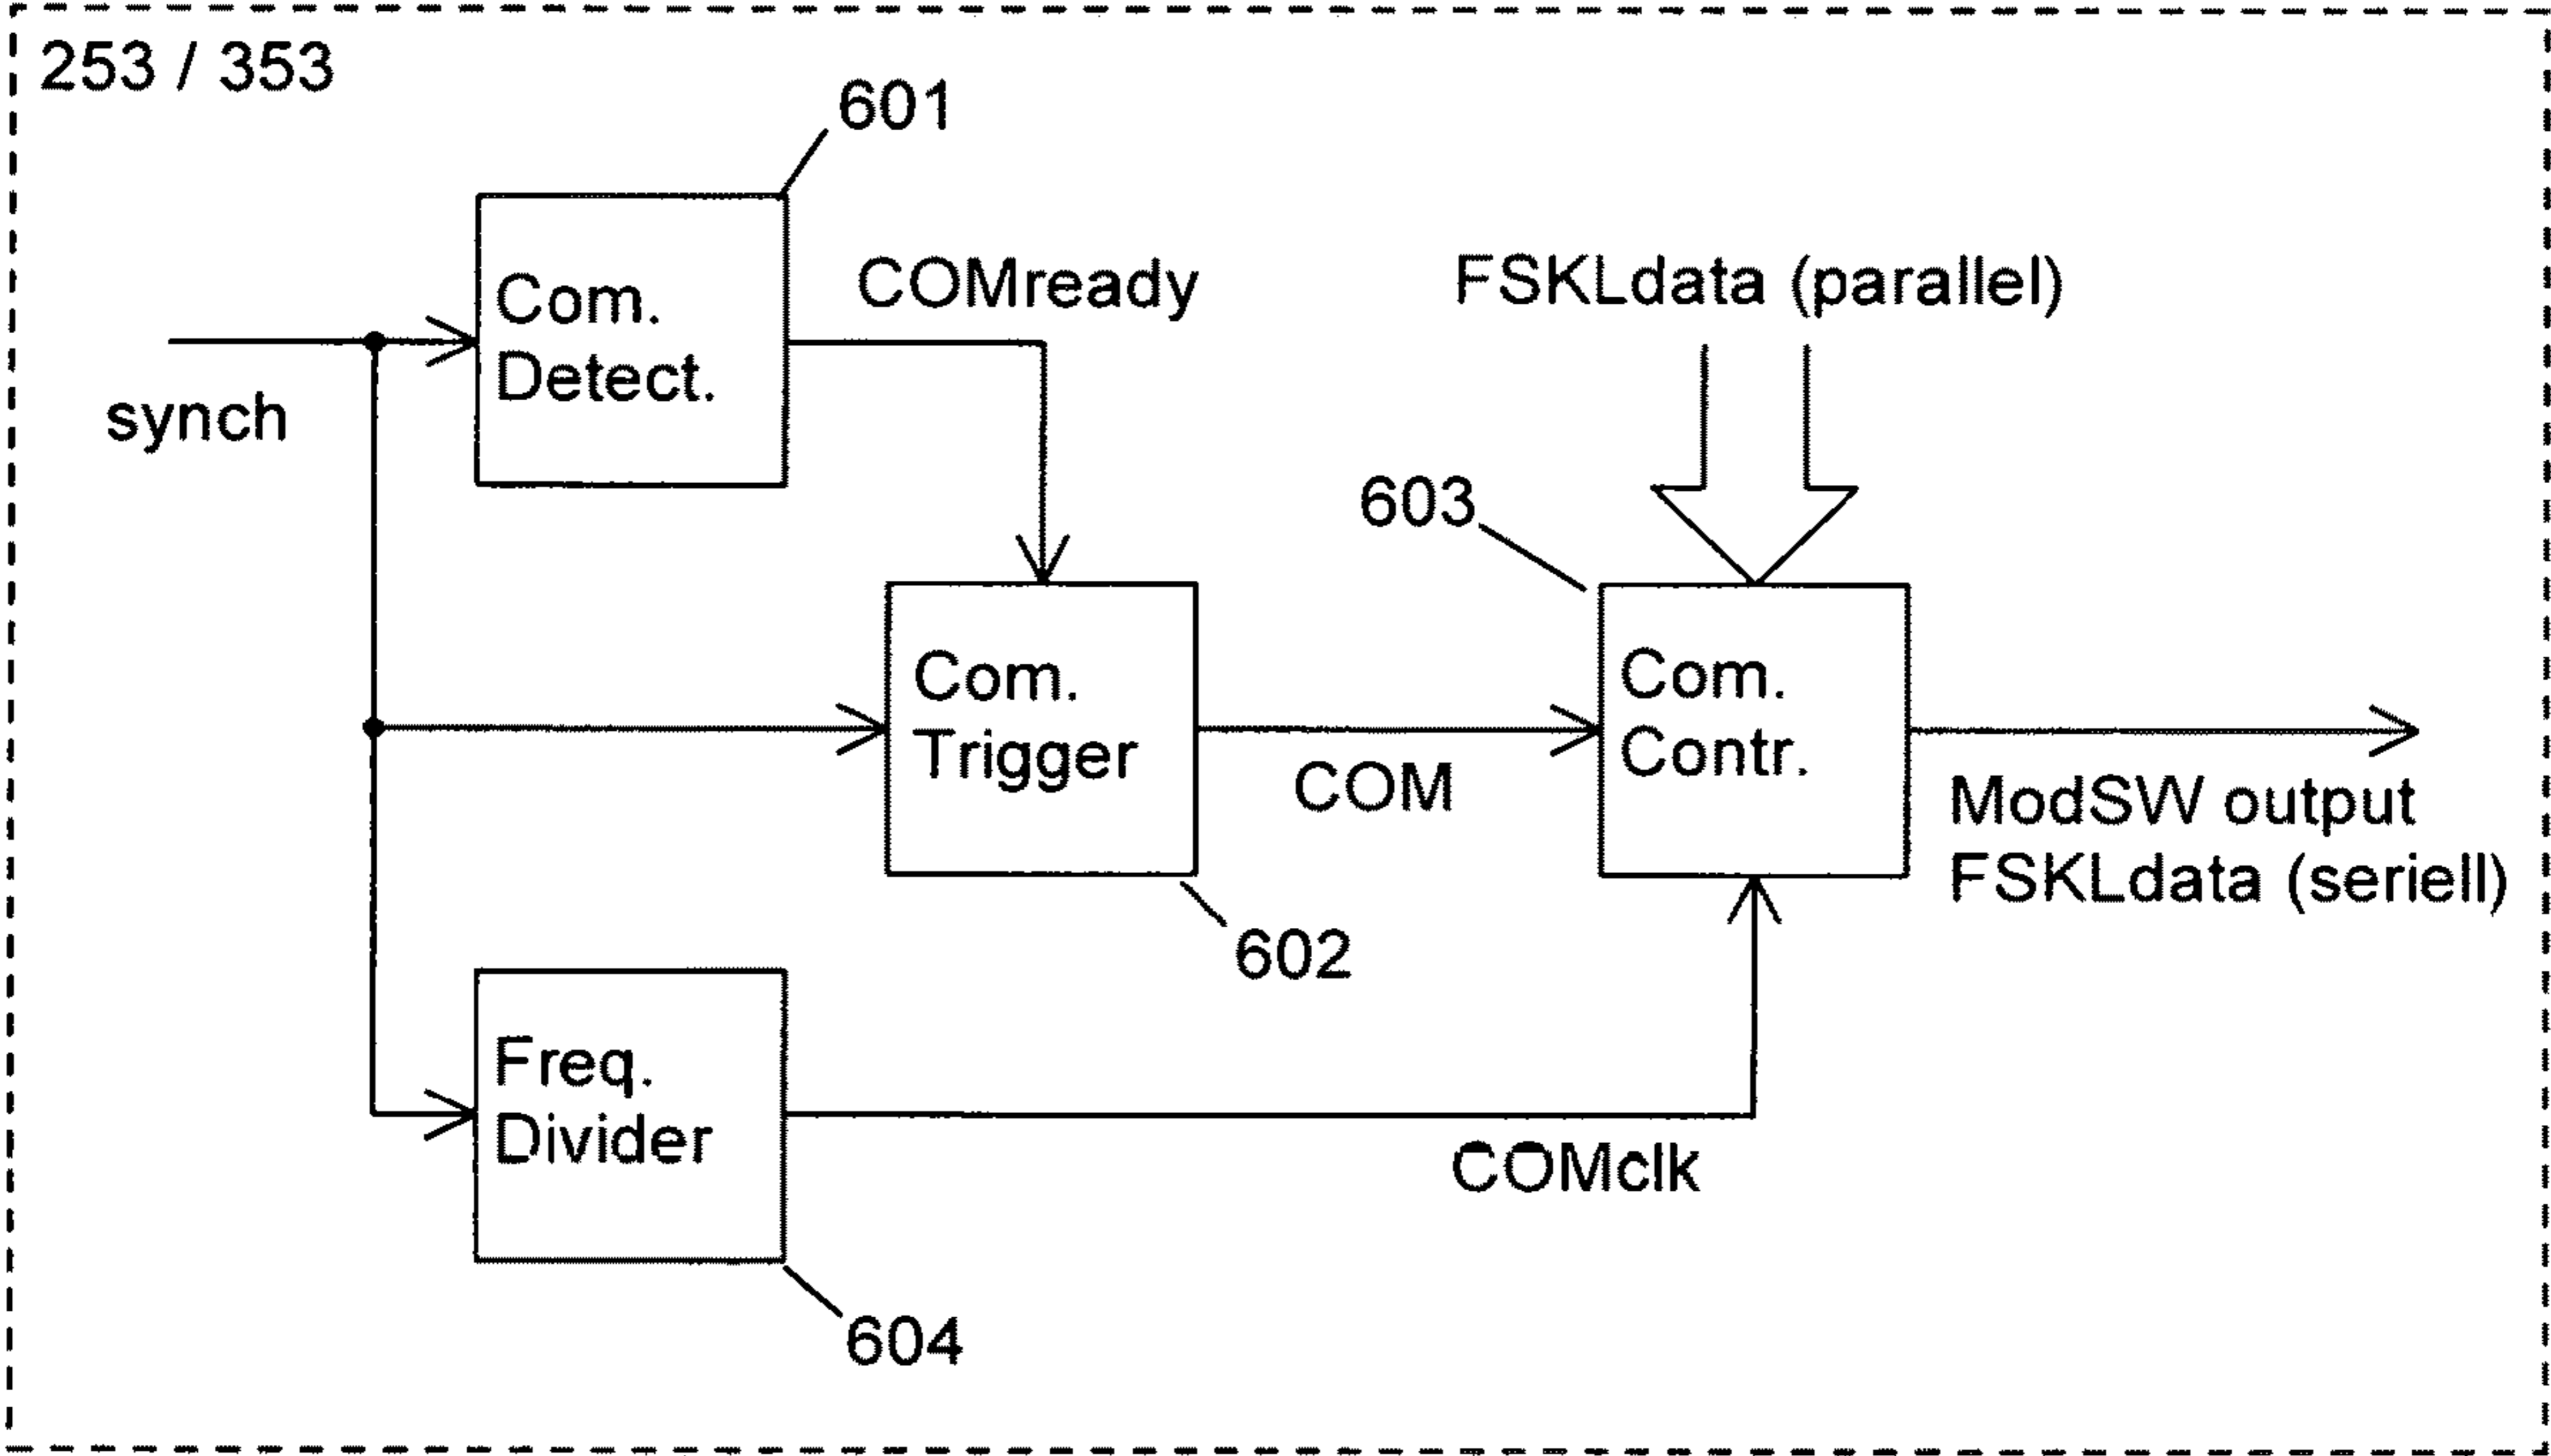 253 / 353
601
Com.
Detect.
COMready
FSKLdata (parallel)
synch
603
Com.
Trigger
Com.
Contr.
COM
ModSW output
FSKLdata (seriell)
602
Freq.
Divider
COMclk
604